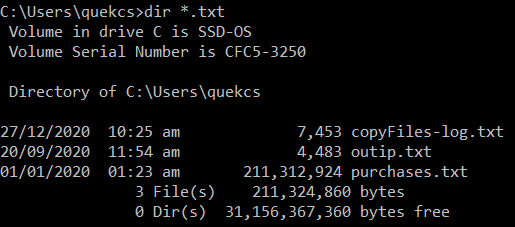 C:\Users\quekcs>dir *.txt
 Volume in drive C is SSD-OS
 Volume Serial Number is CFC5-3250

 Directory of C:\Users\quekcs

27/12/2020  10:25 am             7,453 copyFiles-log.txt
20/09/2020  11:54 am             4,483 outip.txt
01/01/2020  01:23 am       211,312,924 purchases.txt
               3 File(s)    211,324,860 bytes
               0 Dir(s)  31,156,367,360 bytes free